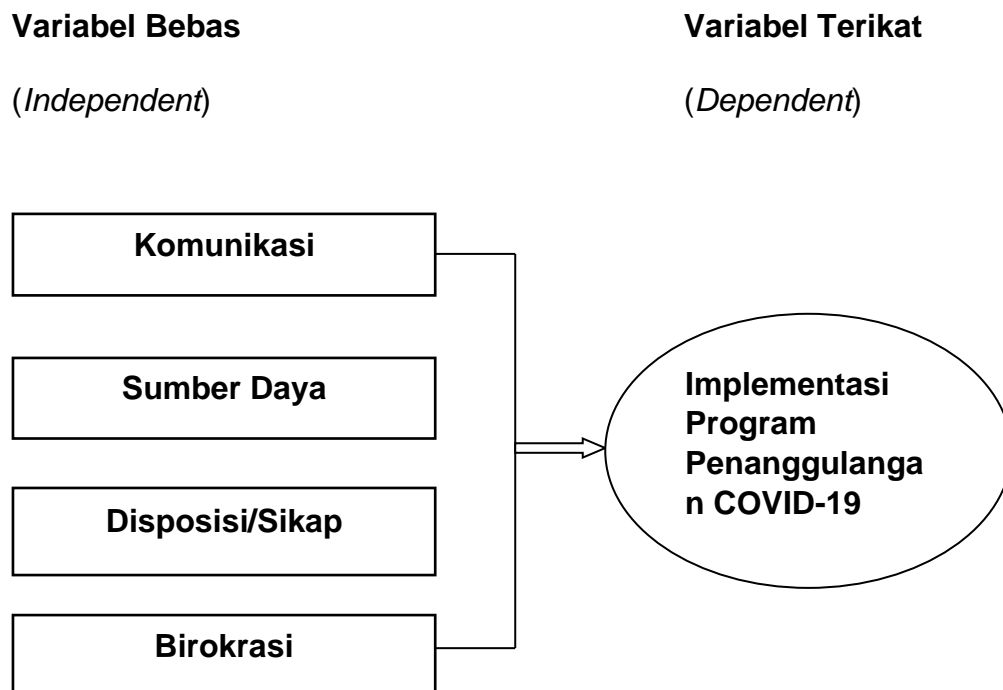 Variabel Bebas
(Independent)
Variabel Terikat
(Dependent)
Komunikasi
Sumber Daya
Disposisi/Sikap
Birokrasi
Implementasi
Program
Penanggulanga
n COVID-19